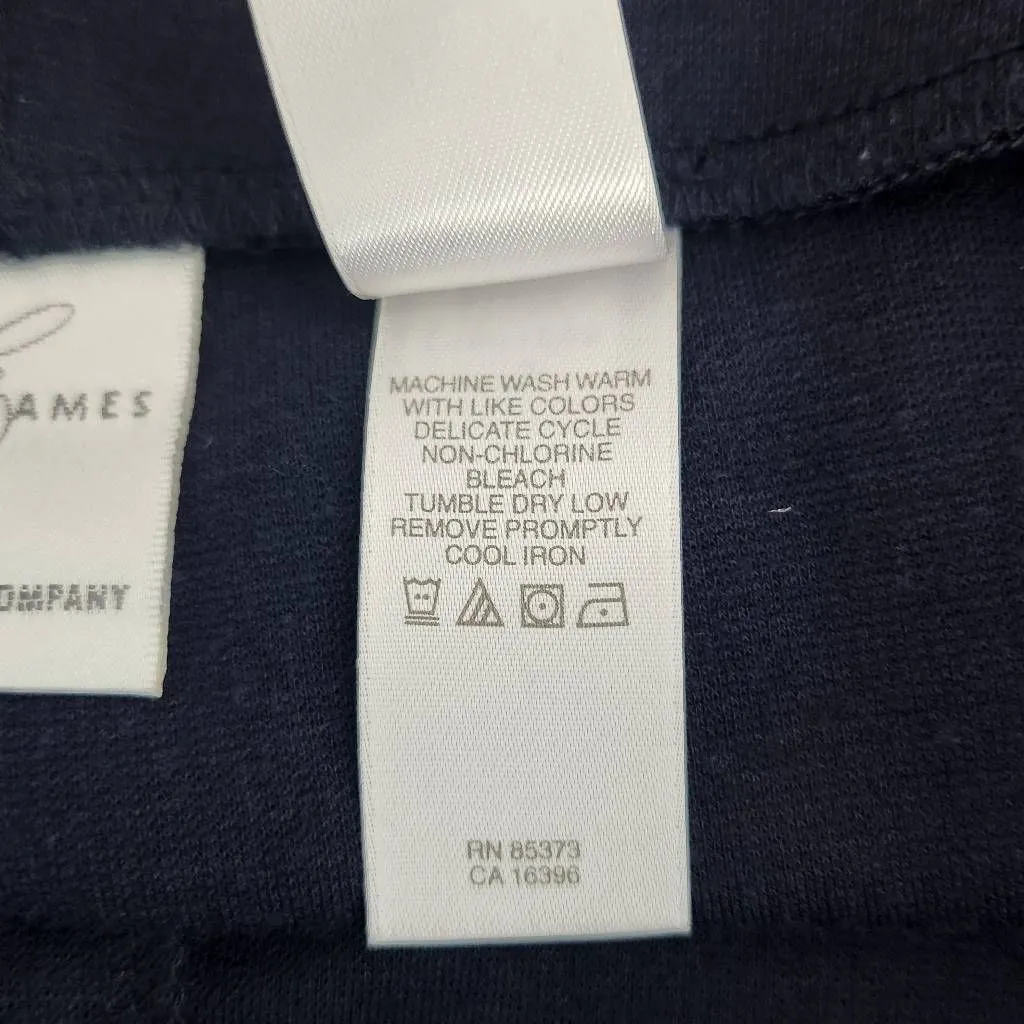 AMES
OMPANY
MACHINE WASH WARM
WITH LIKE COLORS
DELICATE CYCLE
NON-CHLORINE
BLEACH
TUMBLE DRY LOW
REMOVE PROMPTLY
COOL IRON
RN 85373
CA 16396